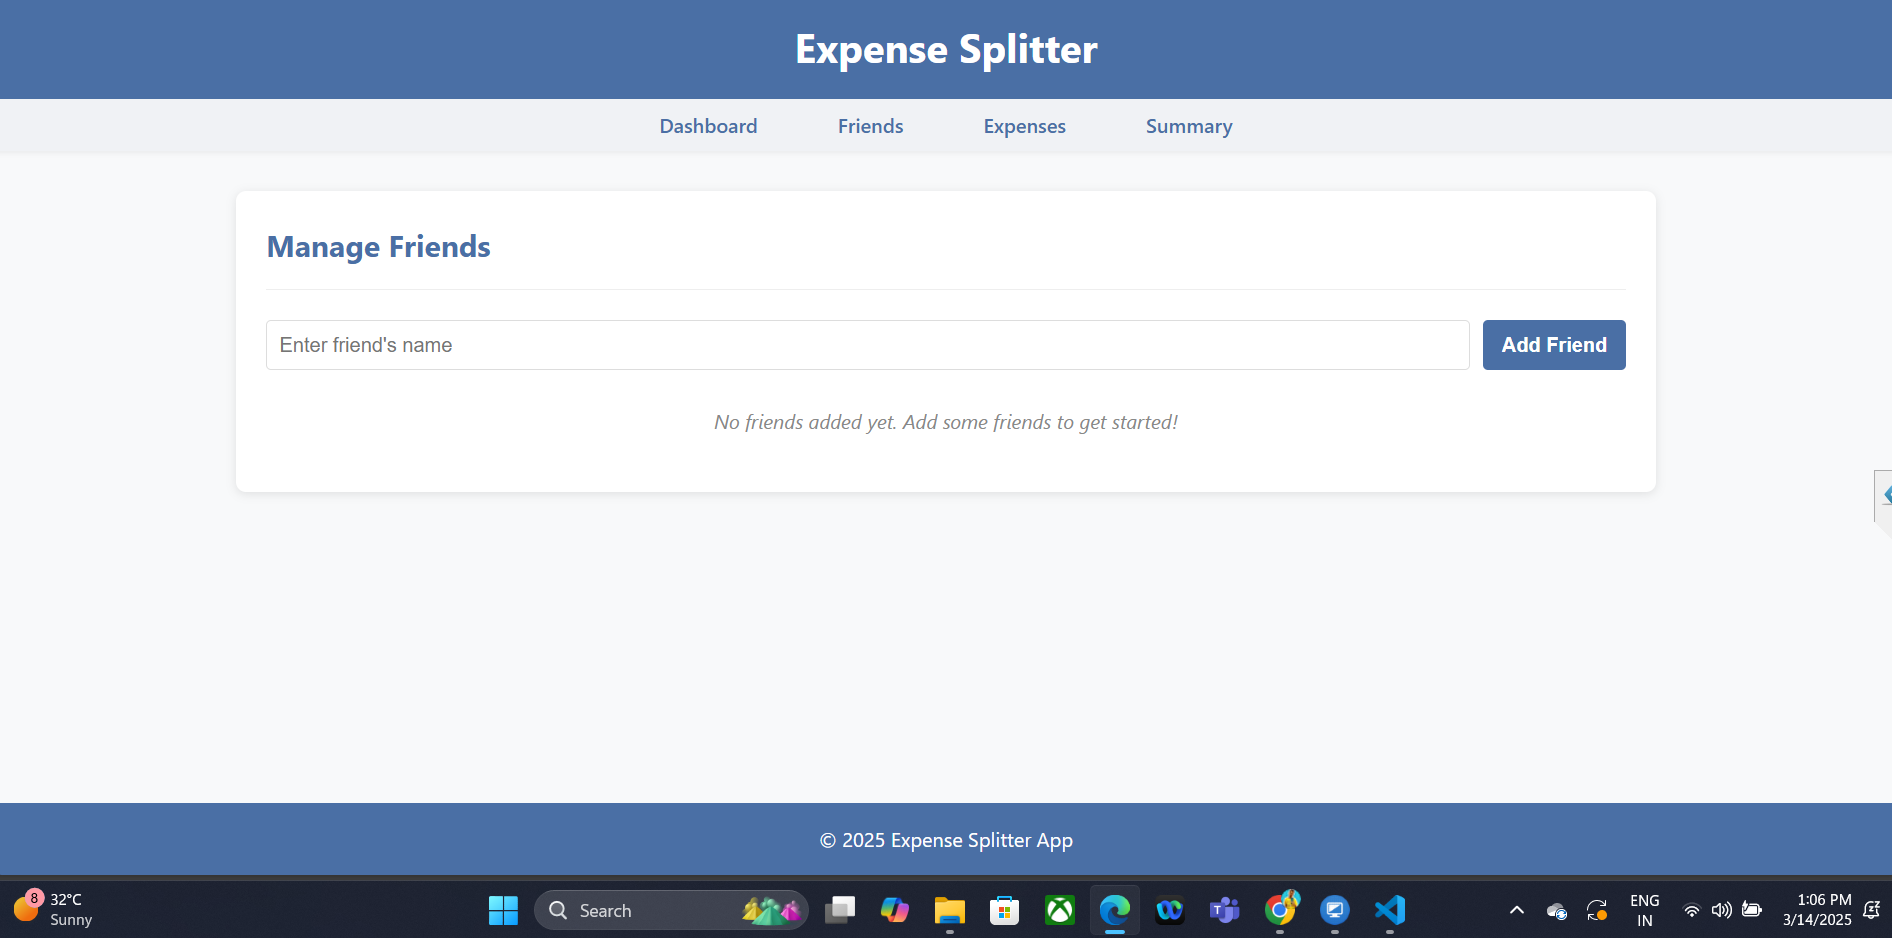 Expense Splitter
Dashboard Friends Expenses Summary
Manage Friends
Enter friend's name
Add Friend
No friends added yet. Add some friends to get started!
© 2025 Expense Splitter App
8
32°C
Sunny
Search
T
ENG
IN
1:06 PM
3/14/2025